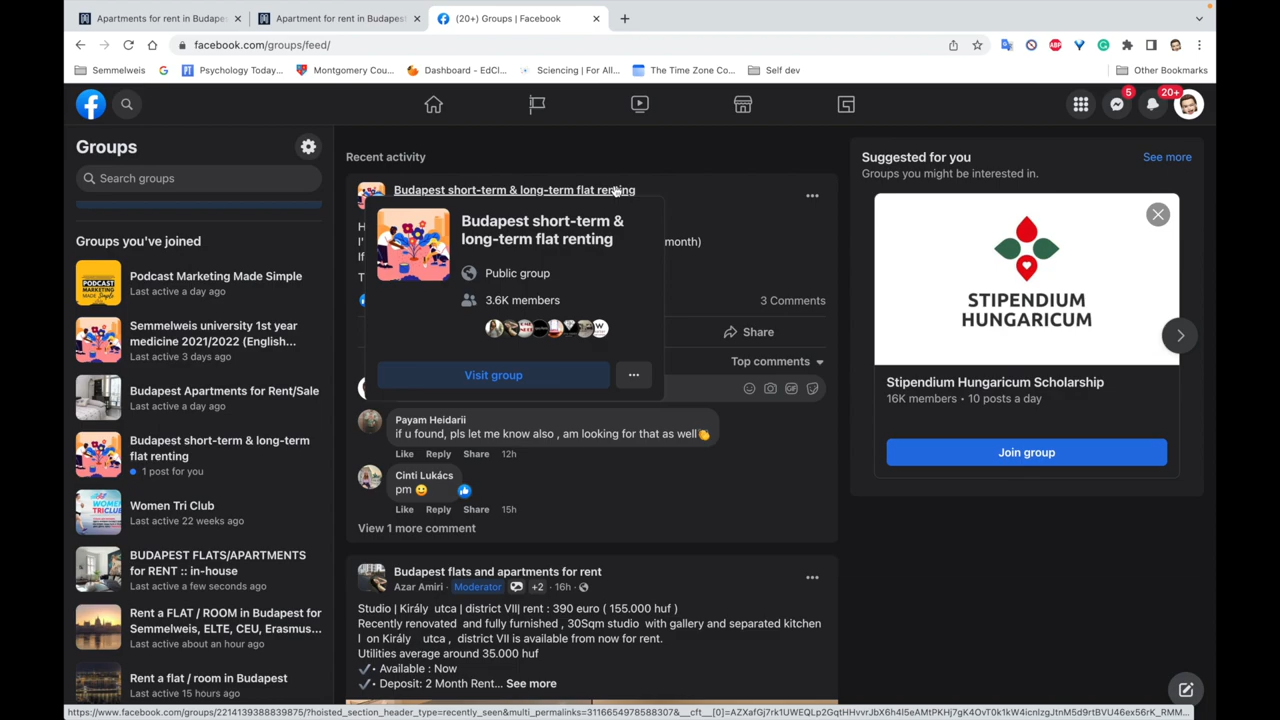 Apartments for rent in Budape
Apartment for rent in Budapest
(20+) Groups | Facebook
facebook.com/groups/feed/
Semmelweis
Psychology Today...
Montgomery Cou...
Dashboard - EdCl...
Sciencing | For All...
The Time Zone Co...
Self dev
Other Bookmarks
5
20+
Groups
Search groups
Groups you've joined
Podcast Marketing Made Simple
Last active a day ago
Semmelweis university 1st year
medicine 2021/2022 (English...
Last active 3 days ago
Budapest Apartments for Rent/Sale
Last active a day ago
Budapest short-term & long-term
flat renting
1 post for you
Women Tri Club
Last active 22 weeks ago
BUDAPEST FLATS/APARTMENTS
for RENT :: in-house
Last active a few seconds ago
Rent a FLAT / ROOM in Budapest for
Semmelweis, ELTE, CEU, Erasmus...
Last active about an hour ago
Rent a flat / room in Budapest
Last active 15 hours ago
Recent activity
Budapest short-term & long-term flat renting
Budapest short-term &
long-term flat renting
Public group
3.6K members
Visit group
month)
3 Comments
Share
Top comments
Payam Heidarii
if u found, pls let me know also , am looking for that as well👏
Like Reply Share 12h
Cinti Lukács
pm 😀
Like Reply Share 15h
View 1 more comment
Budapest flats and apartments for rent
Azar Amiri · Moderator +2 · 16h ·
Studio | Király utca | district VII| rent : 390 euro ( 155.000 huf )
Recently renovated and fully furnished , 30Sqm studio with gallery and separated kitchen
l on Király utca , district VII is available from now for rent.
Utilities average around 35.000 huf
✔️• Available : Now
✔️• Deposit: 2 Month Rent... See more
Suggested for you
See more
Groups you might be interested in.
STIPENDIUM
HUNGARICUM
Stipendium Hungaricum Scholarship
16K members • 10 posts a day
Join group